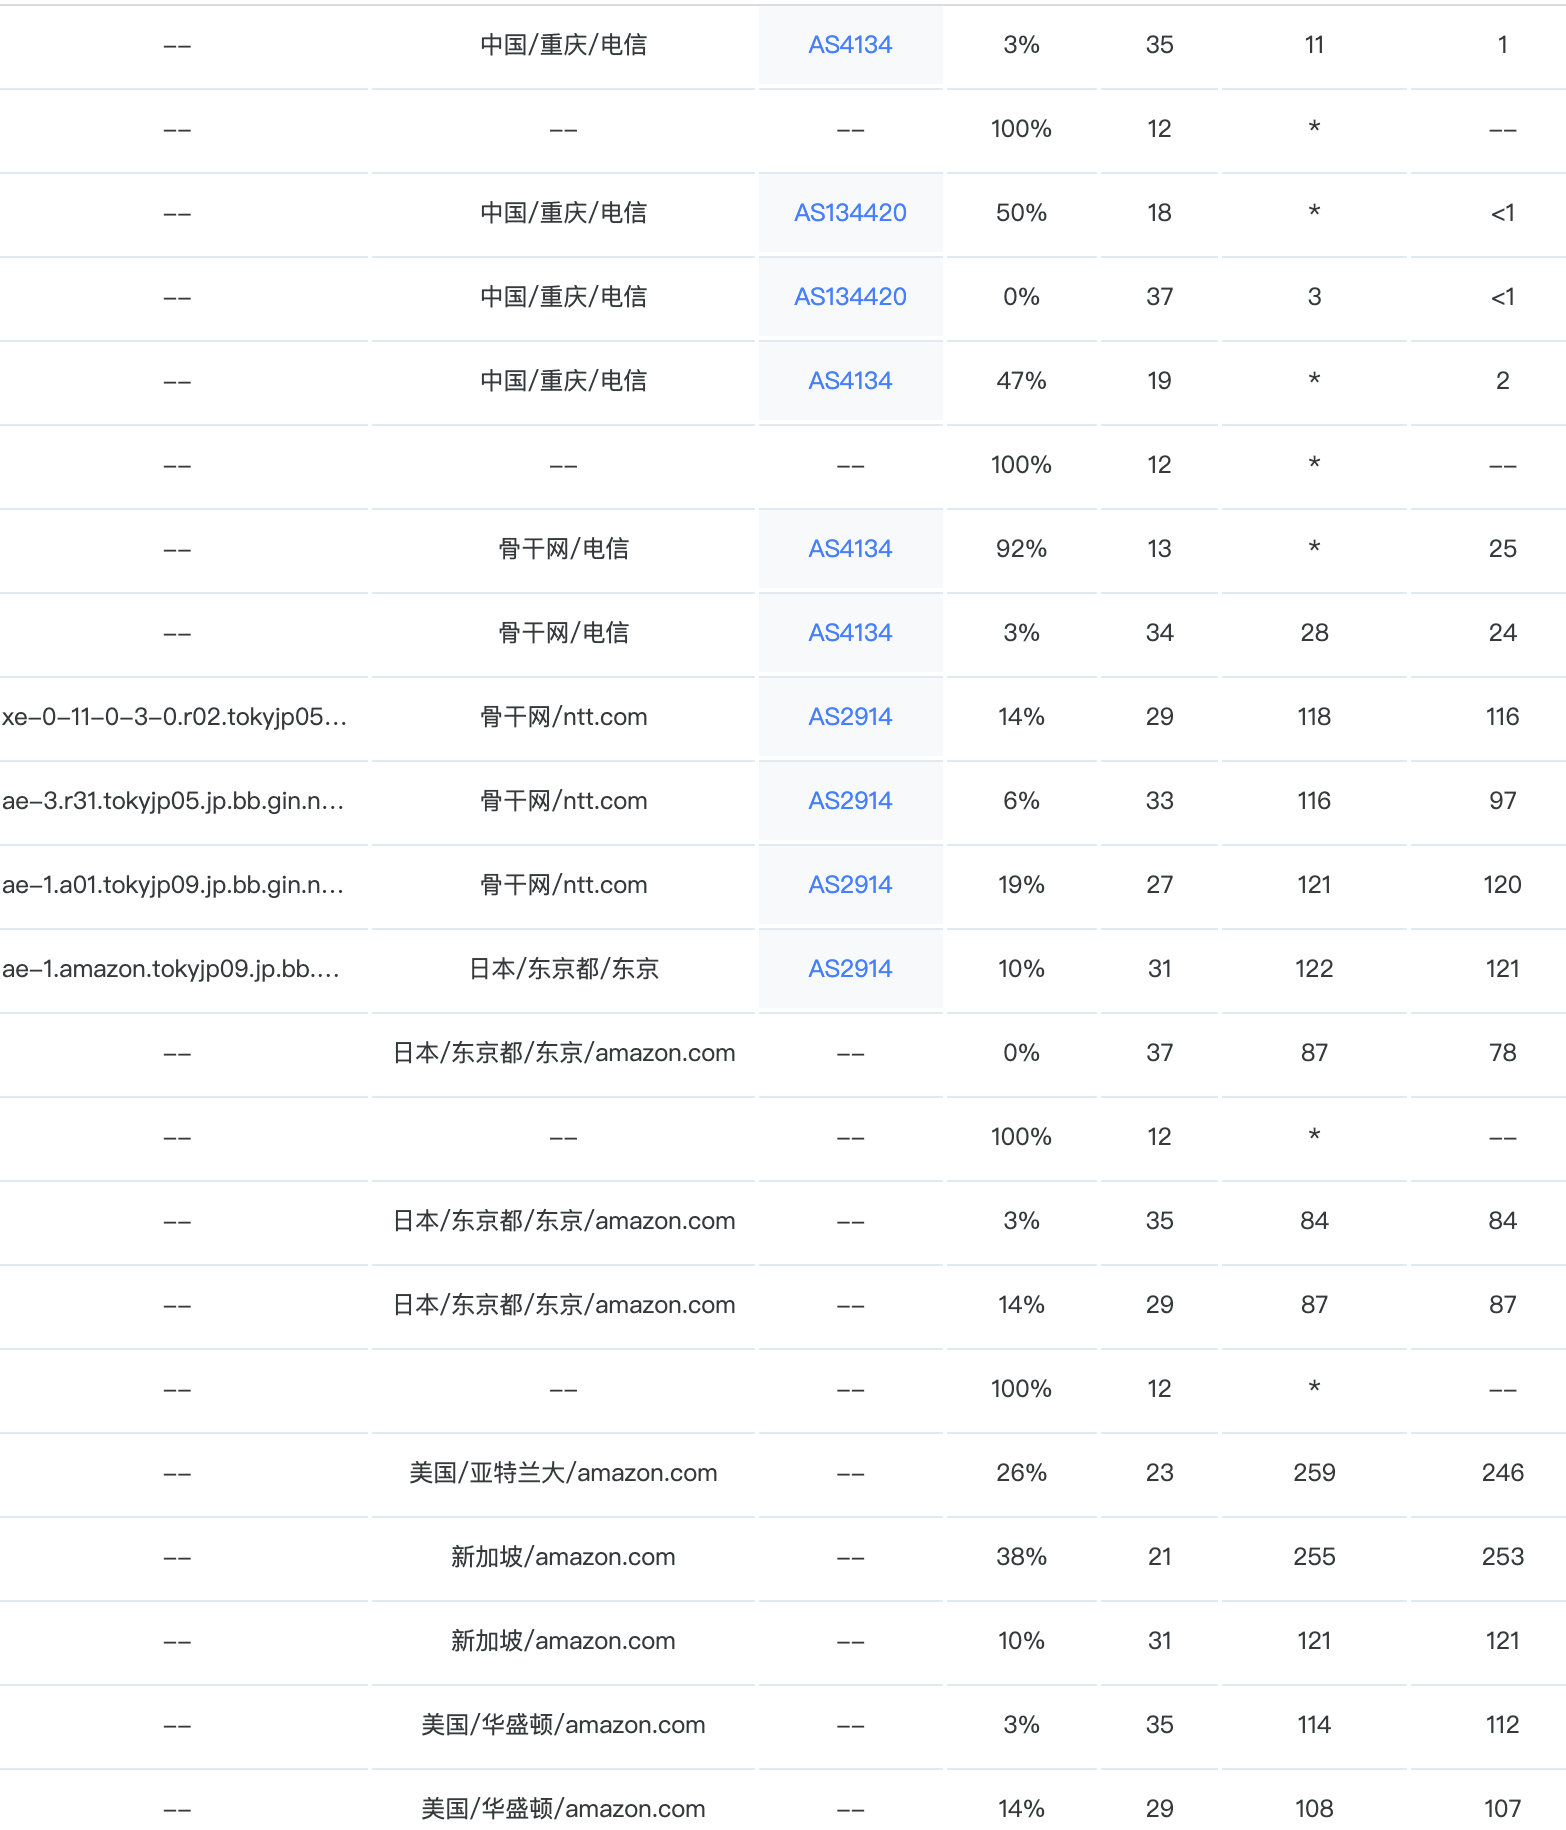 -- 中国/重庆/电信 AS4134 3% 35 11 1
-- -- -- 100% 12 * --
-- 中国/重庆/电信 AS134420 50% 18 * <1
-- 中国/重庆/电信 AS134420 0% 37 3 <1
-- 中国/重庆/电信 AS4134 47% 19 * 2
-- -- -- 100% 12 * --
-- 骨干网/电信 AS4134 92% 13 * 25
-- 骨干网/电信 AS4134 3% 34 28 24
xe-0-11-0-3-0.r02.tokyjp05... 骨干网/ntt.com AS2914 14% 29 118 116
ae-3.r31.tokyjp05.jp.bb.gin.n... 骨干网/ntt.com AS2914 6% 33 116 97
ae-1.a01.tokyjp09.jp.bb.gin.n... 骨干网/ntt.com AS2914 19% 27 121 120
ae-1.amazon.tokyjp09.jp.bb.... 日本/东京都/东京 AS2914 10% 31 122 121
-- 日本/东京都/东京/amazon.com -- 0% 37 87 78
-- -- -- 100% 12 * --
-- 日本/东京都/东京/amazon.com -- 3% 35 84 84
-- 日本/东京都/东京/amazon.com -- 14% 29 87 87
-- -- -- 100% 12 * --
-- 美国/亚特兰大/amazon.com -- 26% 23 259 246
-- 新加坡/amazon.com -- 38% 21 255 253
-- 新加坡/amazon.com -- 10% 31 121 121
-- 美国/华盛顿/amazon.com -- 3% 35 114 112
-- 美国/华盛顿/amazon.com -- 14% 29 108 107